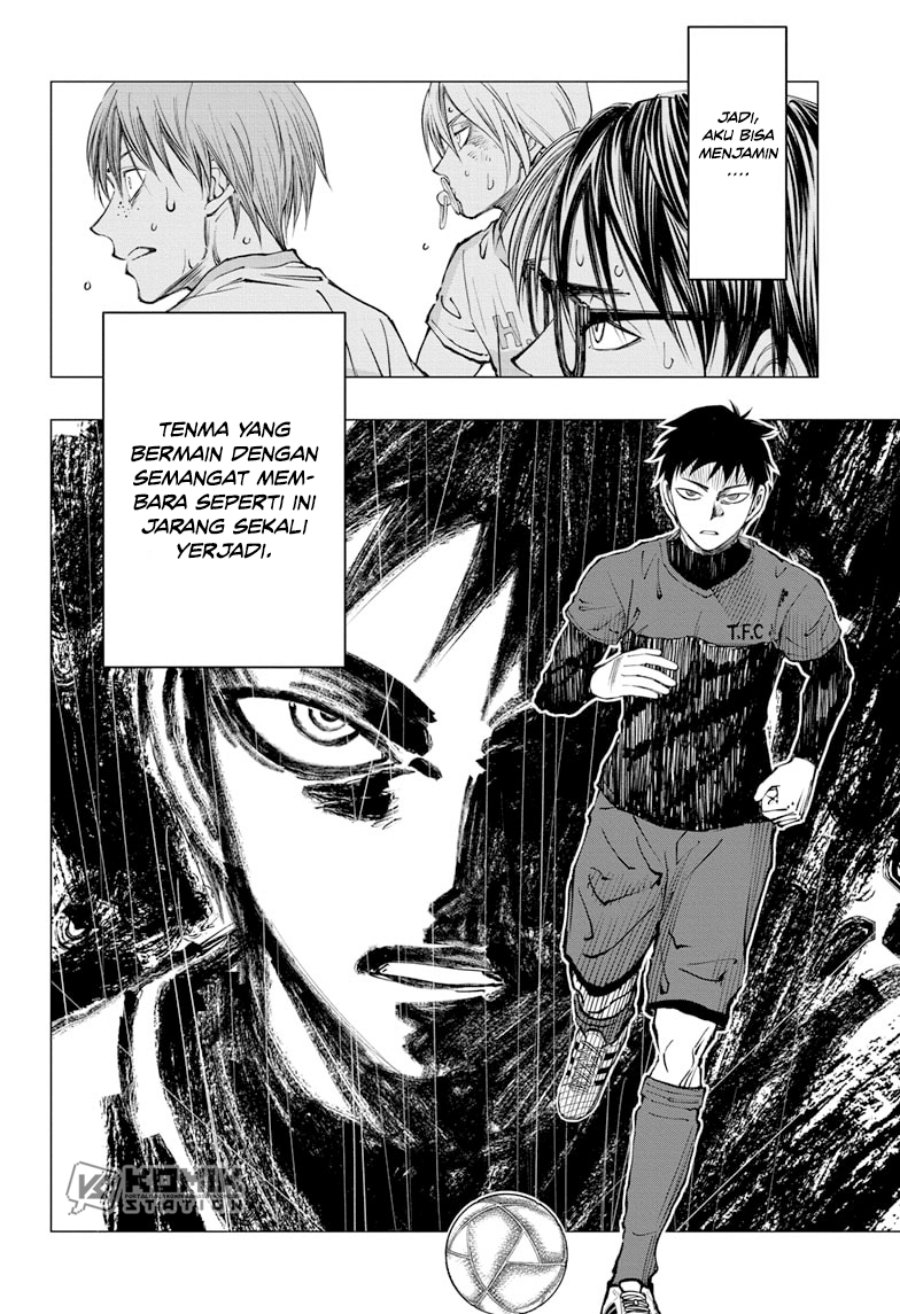 JADI,
AKU BISA
MENJAMIN
....
H.
TENMA YANG
BERMAIN DENGAN
SEMANGAT MEM-
BARA SEPERTI INI
JARANG SEKALI
YERJADI.
T.F.C
KOMIK
STATION